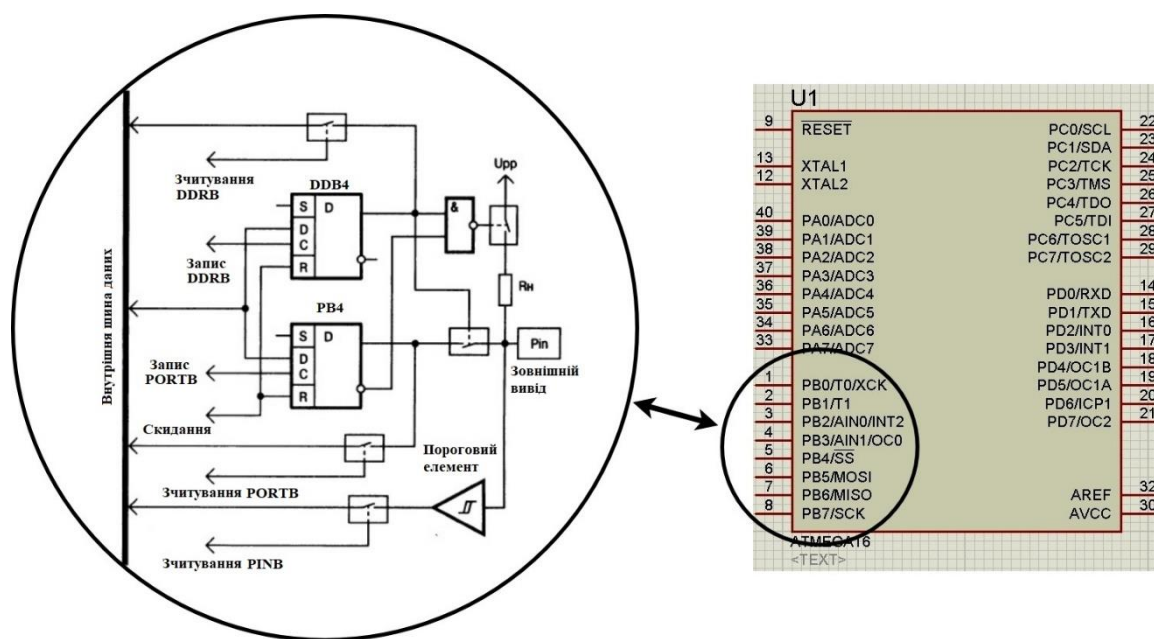 Внутрішня шина даних
Зчитування
DDRB
DDB4
S D
D
C
R
Запис
DDRB
&
Upp
Rн
PB4
S D
D
C
R
Запис
PORTB
Pin
Зовнішній
вивід
Скидання
Пороговий
елемент
Зчитування PORTB
Зчитування PINB
U1
9 RESET
13 XTAL1
12 XTAL2
40 PA0/ADC0
39 PA1/ADC1
38 PA2/ADC2
37 PA3/ADC3
36 PA4/ADC4
35 PA5/ADC5
34 PA6/ADC6
33 PA7/ADC7
1 PB0/T0/XCK
2 PB1/T1
3 PB2/AIN0/INT2
4 PB3/AIN1/OC0
5 PB4/SS
6 PB5/MOSI
7 PB6/MISO
8 PB7/SCK
PC0/SCL 22
PC1/SDA 23
PC2/TCK 24
PC3/TMS 25
PC4/TDO 26
PC5/TDI 27
PC6/TOSC1 28
PC7/TOSC2 29
PD0/RXD 14
PD1/TXD 15
PD2/INT0 16
PD3/INT1 17
PD4/OC1B 18
PD5/OC1A 19
PD6/ICP1 20
PD7/OC2 21
AREF 32
AVCC 30
ATMEGA16
<TEXT>